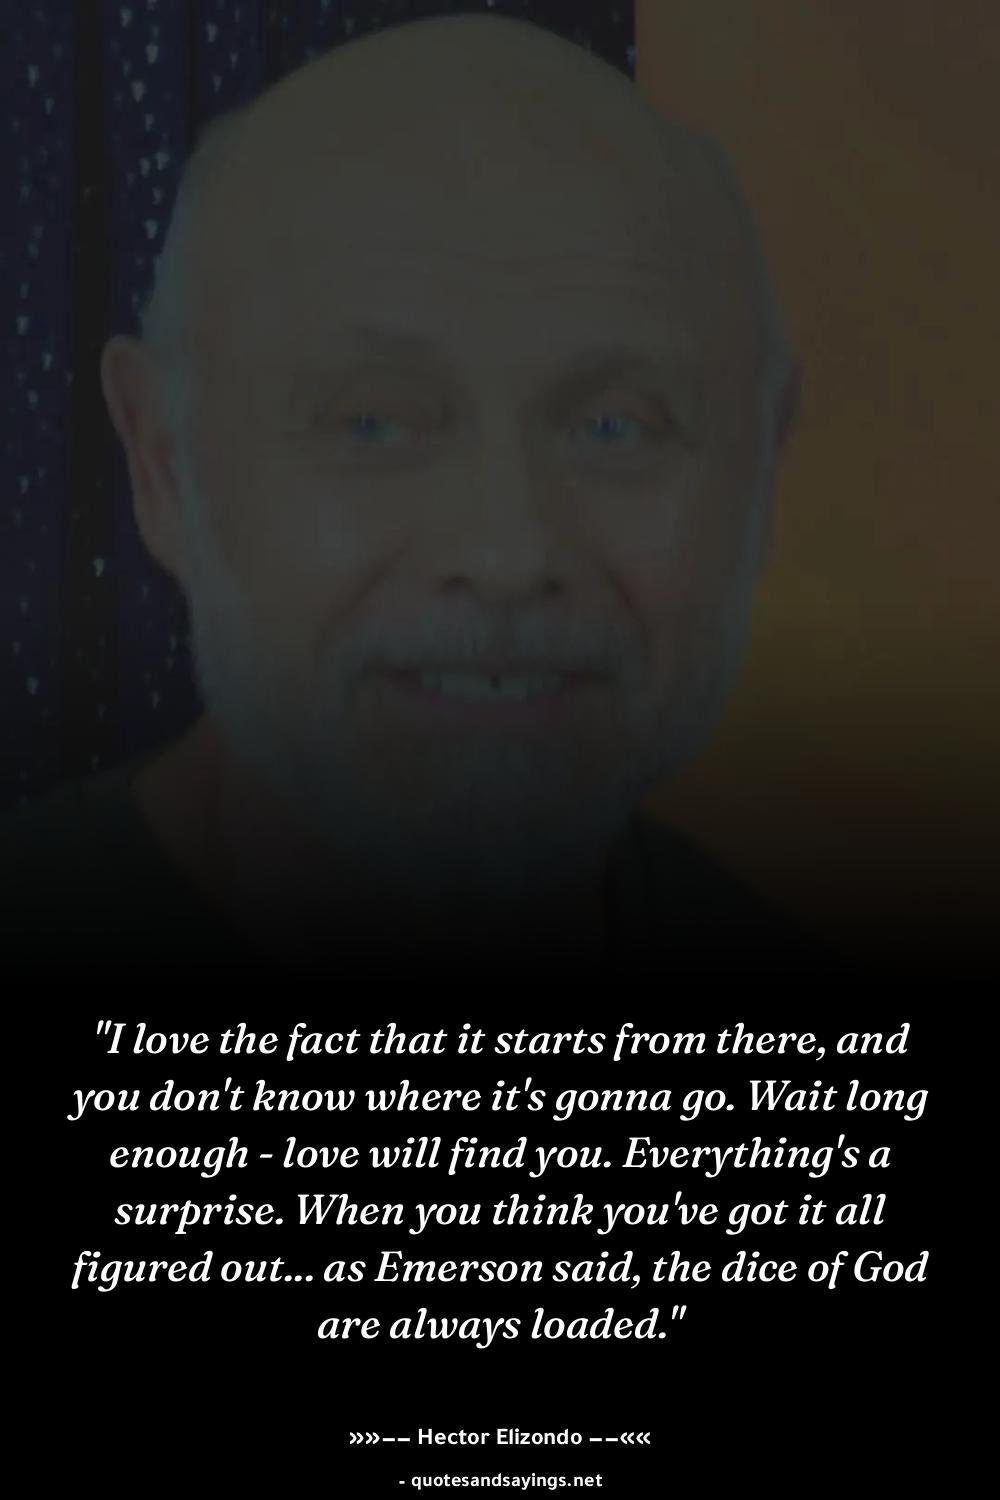 "I love the fact that it starts from there, and
you don't know where it's gonna go. Wait long
enough - love will find you. Everything's a
surprise. When you think you've got it all
figured out... as Emerson said, the dice of God
are always loaded."
»»–– Hector Elizondo ––««
- quotesandsayings.net